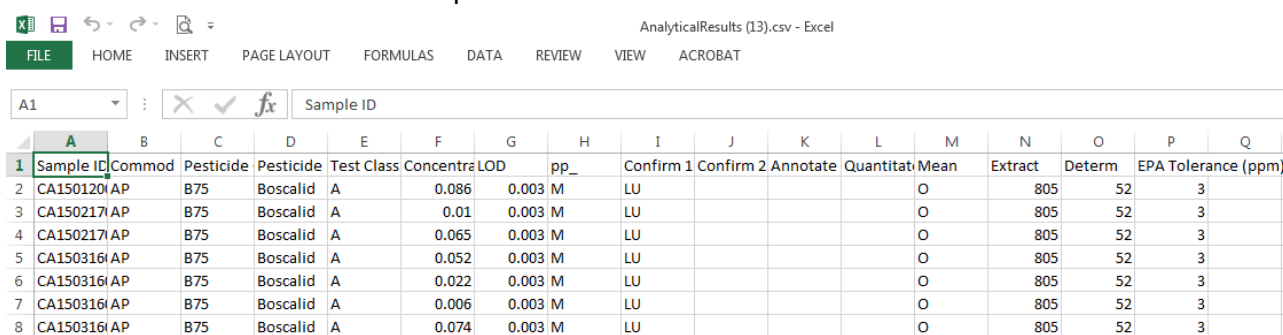 AnalyticalResults (13).csv - Excel
FILE HOME INSERT PAGE LAYOUT FORMULAS DATA REVIEW VIEW ACROBAT
A1 fx Sample ID
A B C D E F G H I J K L M N O P Q
1 Sample ID Commod Pesticide Pesticide Test Class Concentra LOD pp_ Confirm 1 Confirm 2 Annotate Quantitat Mean Extract Determ EPA Tolerance (ppm)
2 CA150120 AP B75 Boscalid A 0.086 0.003 M LU O 805 52 3
3 CA150217 AP B75 Boscalid A 0.01 0.003 M LU O 805 52 3
4 CA150217 AP B75 Boscalid A 0.065 0.003 M LU O 805 52 3
5 CA150316 AP B75 Boscalid A 0.052 0.003 M LU O 805 52 3
6 CA150316 AP B75 Boscalid A 0.022 0.003 M LU O 805 52 3
7 CA150316 AP B75 Boscalid A 0.006 0.003 M LU O 805 52 3
8 CA150316 AP B75 Boscalid A 0.074 0.003 M LU O 805 52 3